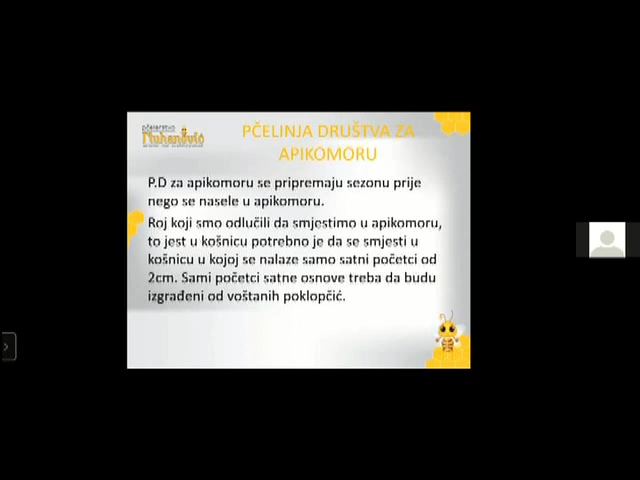 pčelarstvo
Muhanović
PČELINJA DRUŠTVA ZA
APIKOMORU
P.D za apikomoru se pripremaju sezonu prije
nego se nasele u apikomoru.
Roj koji smo odlučili da smjestimo u apikomoru,
to jest u košnicu potrebno je da se smjesti u
košnicu u kojoj se nalaze samo satni početci od
2cm. Sami početci satne osnove treba da budu
izgrađeni od voštanih poklopčić.